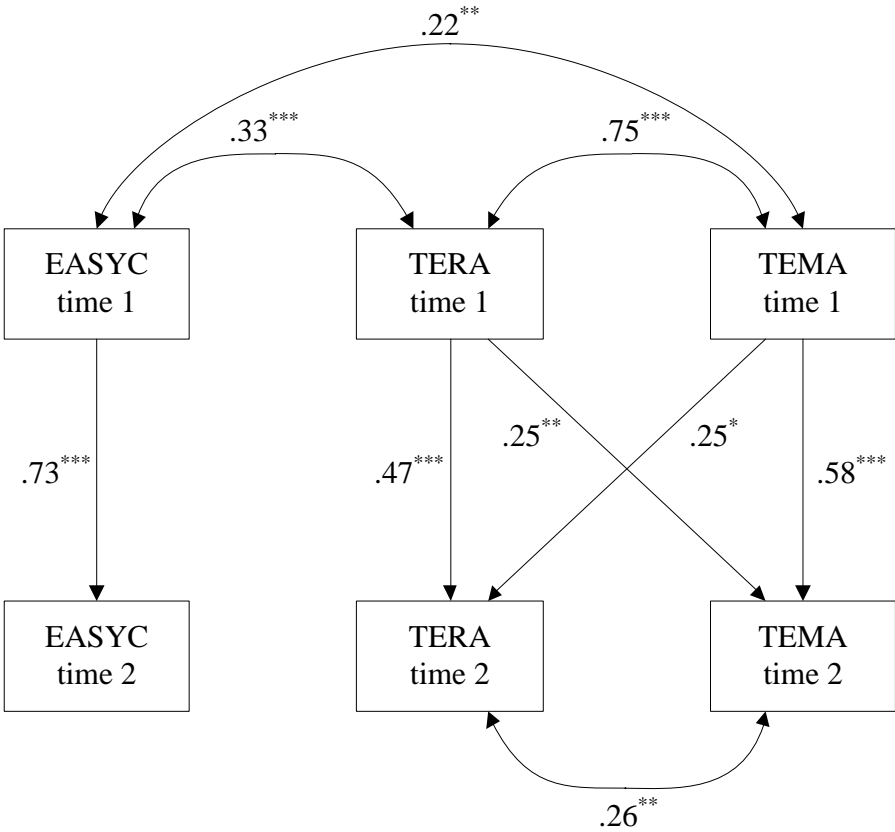 .22**
.33***
.75***
EASYC
time 1
TERA
time 1
TEMA
time 1
.73***
.47***
.25**
.25*
.58***
EASYC
time 2
TERA
time 2
TEMA
time 2
.26**